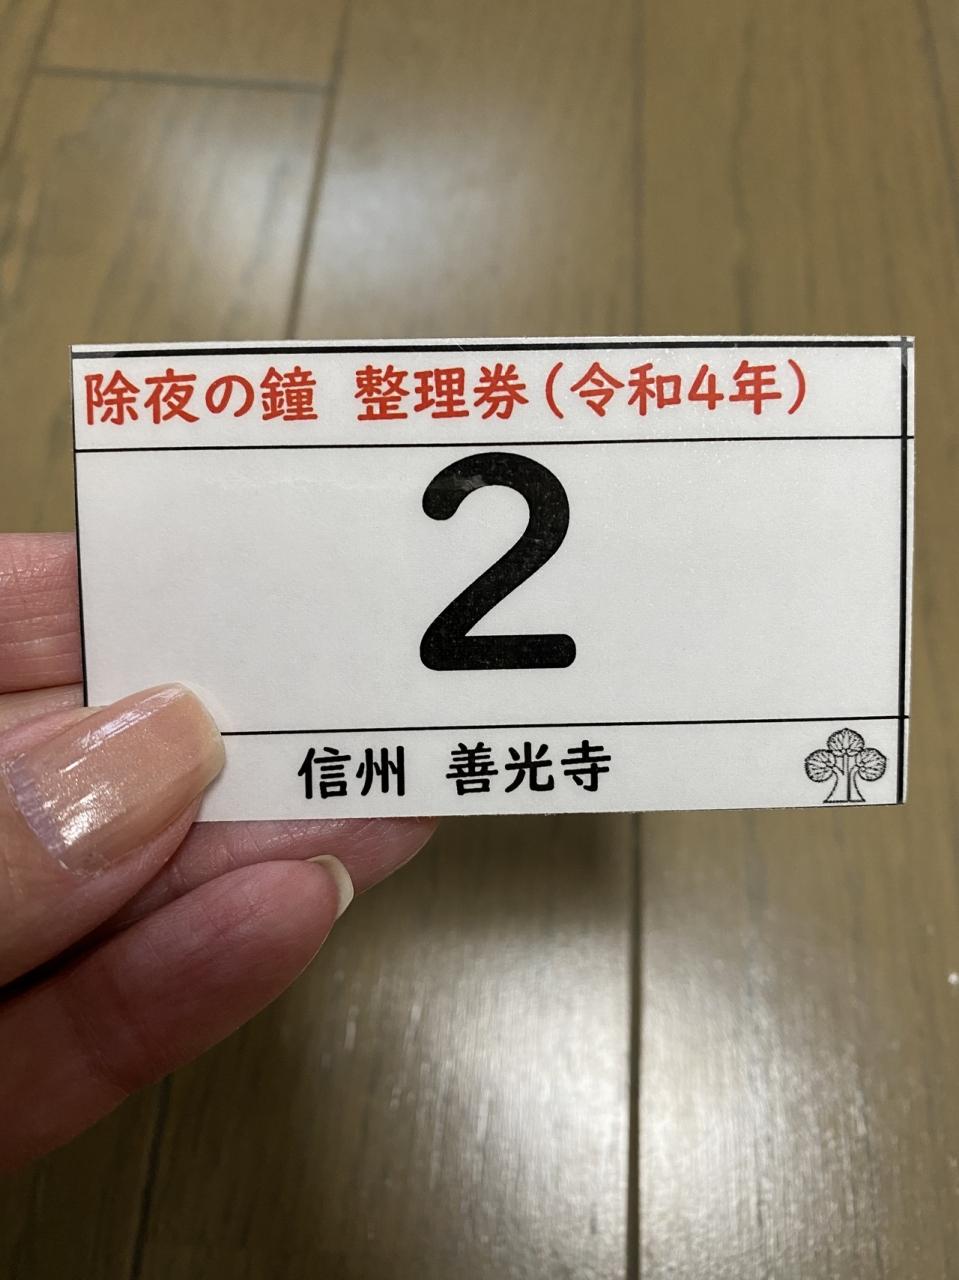 除夜の鐘 整理券(令和4年)
2
信州 善光寺